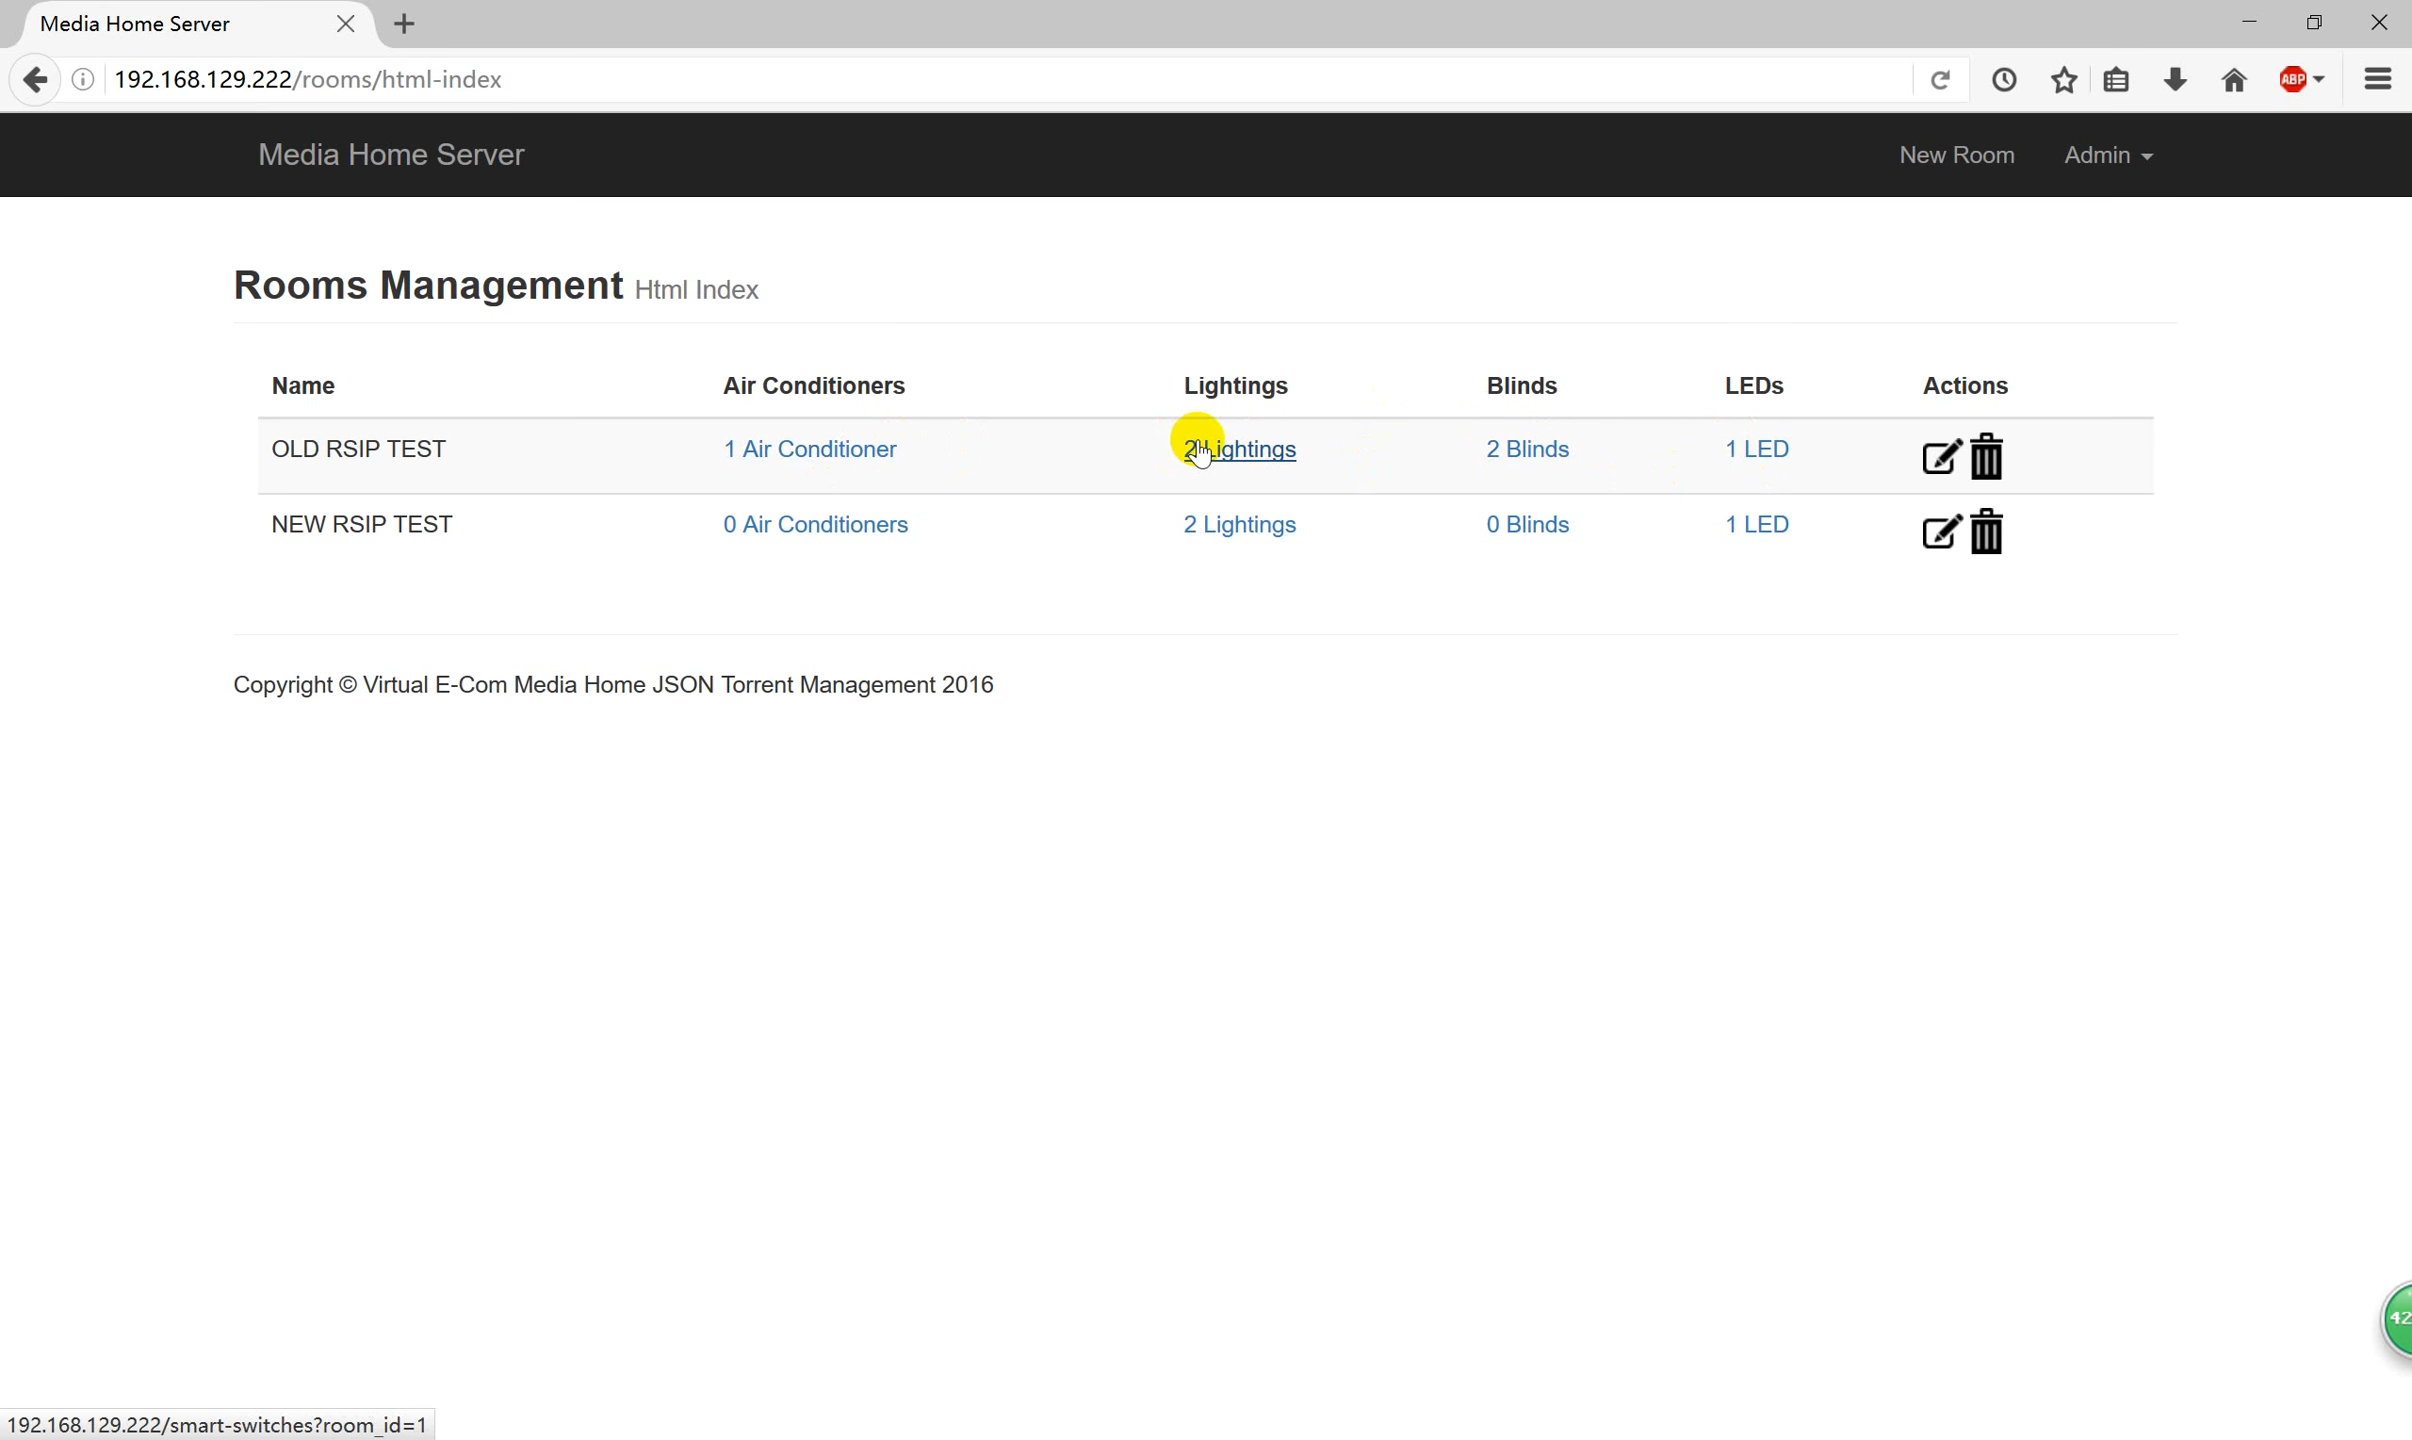 Media Home Server
192.168.129.222/rooms/html-index
ABP
Media Home Server New Room Admin
Rooms Management Html Index
Name Air Conditioners Lightings Blinds LEDs Actions
OLD RSIP TEST 1 Air Conditioner 2 Lightings 2 Blinds 1 LED
NEW RSIP TEST 0 Air Conditioners 2 Lightings 0 Blinds 1 LED
Copyright © Virtual E-Com Media Home JSON Torrent Management 2016
42
192.168.129.222/smart-switches?room_id=1